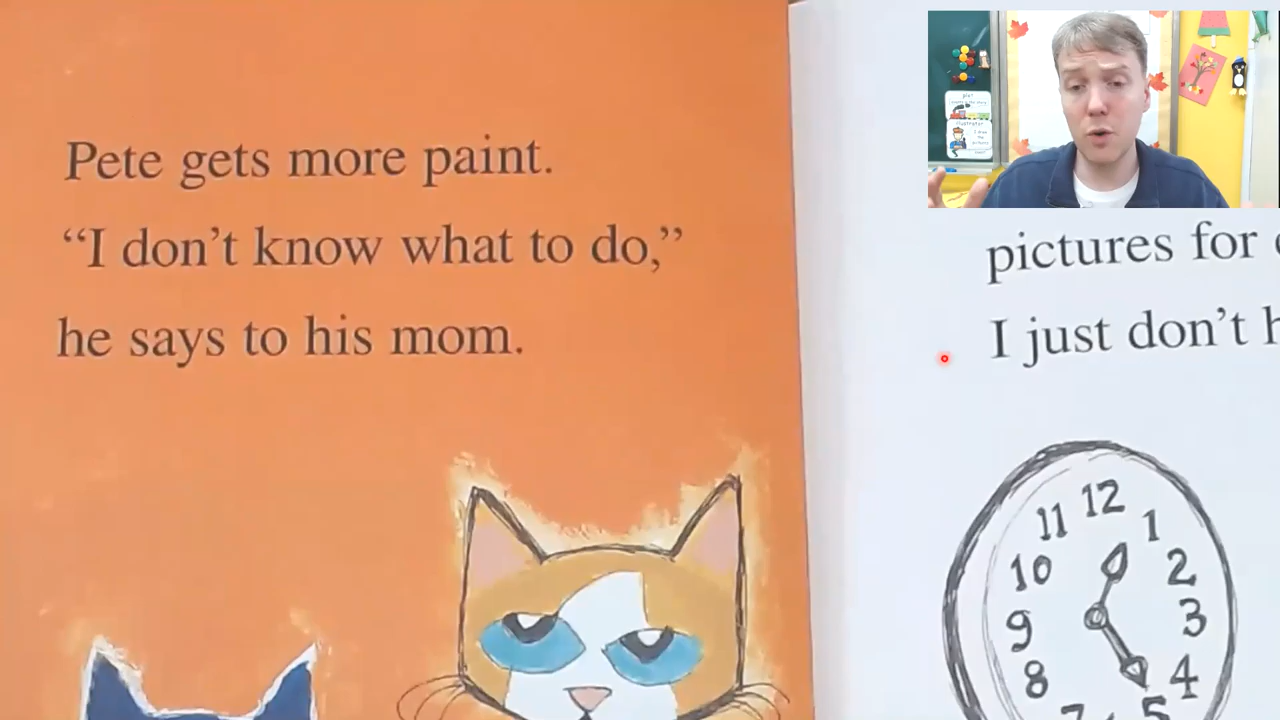 Pete gets more paint.
“I don’t know what to do,”
he says to his mom.
pictures for
I just don’t h
12
11
1
10
2
9
3
8
4
7
5